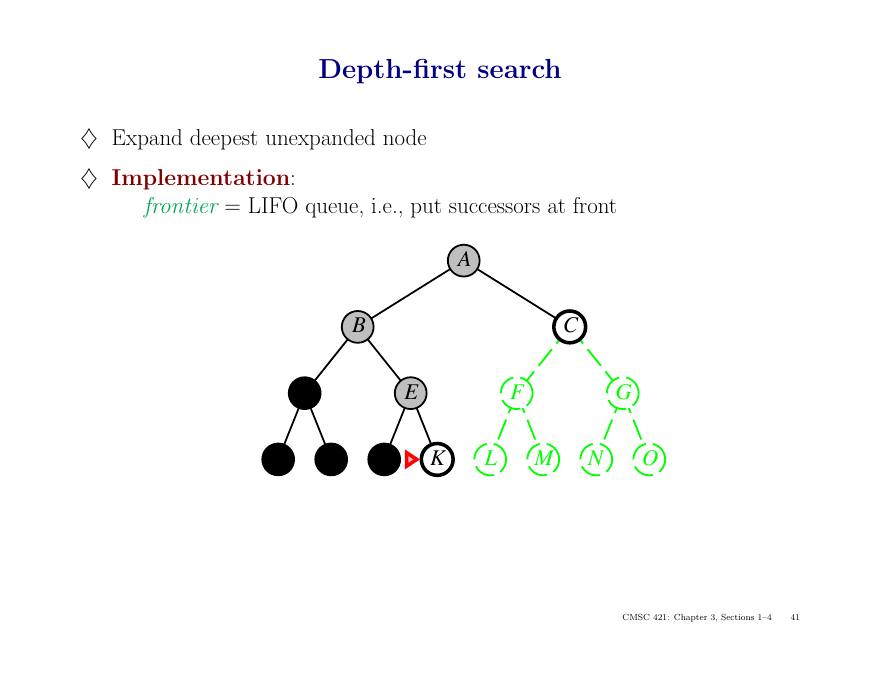 Depth-first search
♢ Expand deepest unexpanded node
♢ Implementation:
frontier = LIFO queue, i.e., put successors at front
A
B C
E F G
K L M N O
CMSC 421: Chapter 3, Sections 1–4 41